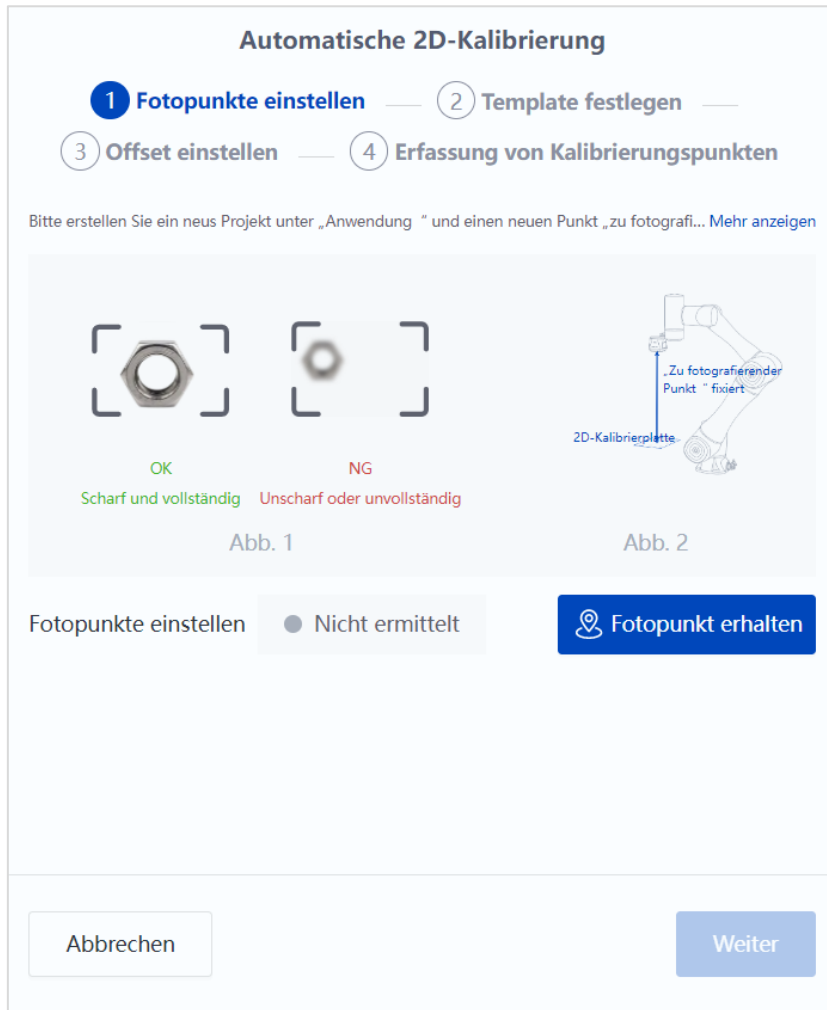 Automatische 2D-Kalibrierung
1 Fotopunkte einstellen
2 Template festlegen
3 Offset einstellen
4 Erfassung von Kalibrierungspunkten
Bitte erstellen Sie ein neus Projekt unter „Anwendung “ und einen neuen Punkt „zu fotografi... Mehr anzeigen
„Zu fotografierender
Punkt “ fixiert
2D-Kalibrierplatte
OK
Scharf und vollständig
NG
Unscharf oder unvollständig
Abb. 1
Abb. 2
Fotopunkte einstellen
Nicht ermittelt
Fotopunkt erhalten
Abbrechen
Weiter